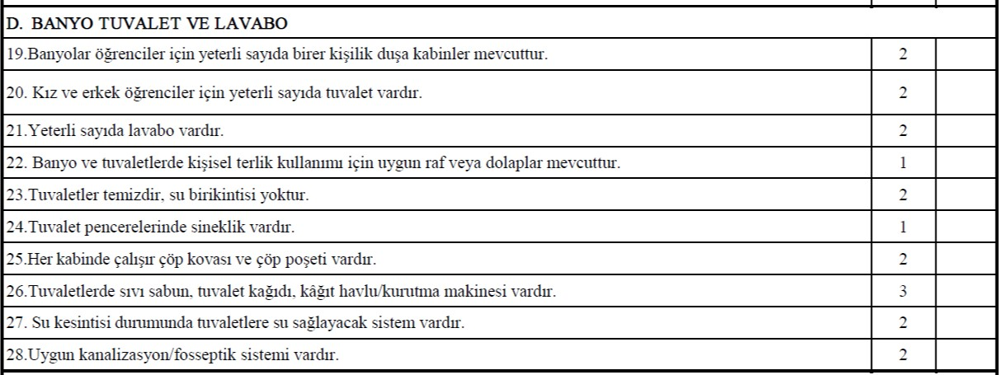 D. BANYO TUVALET VE LAVABO
19.Banyolar öğrenciler için yeterli sayıda birer kişilik duşa kabinler mevcuttur. 2
20. Kız ve erkek öğrenciler için yeterli sayıda tuvalet vardır. 2
21.Yeterli sayıda lavabo vardır. 2
22. Banyo ve tuvaletlerde kişisel terlik kullanımı için uygun raf veya dolaplar mevcuttur. 1
23.Tuvaletler temizdir, su birikintisi yoktur. 2
24.Tuvalet pencerelerinde sineklik vardır. 1
25.Her kabinde çalışır çöp kovası ve çöp poşeti vardır. 2
26.Tuvaletlerde sıvı sabun, tuvalet kağıdı, kâğıt havlu/kurutma makinesi vardır. 3
27. Su kesintisi durumunda tuvaletlere su sağlayacak sistem vardır. 2
28.Uygun kanalizasyon/fosseptik sistemi vardır. 2